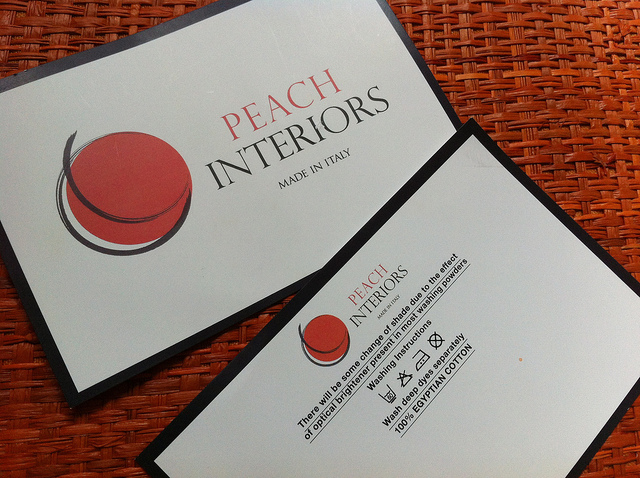 PEACH
INTERIORS
MADE IN ITALY
PEACH
INTERIORS
MADE IN ITALY
There will be some change of shade due to the effect
of optical brightener present in most washing powders
Washing Instructions
Wash deep dyes separately
100% EGYPTIAN COTTON